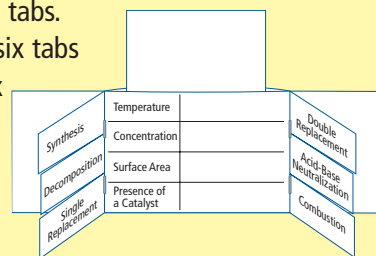 tabs.
six tabs
Synthesis
Decomposition
Single
Replacement
Temperature
Concentration
Surface Area
Presence of
a Catalyst
Double
Replacement
Acid-Base
Neutralization
Combustion